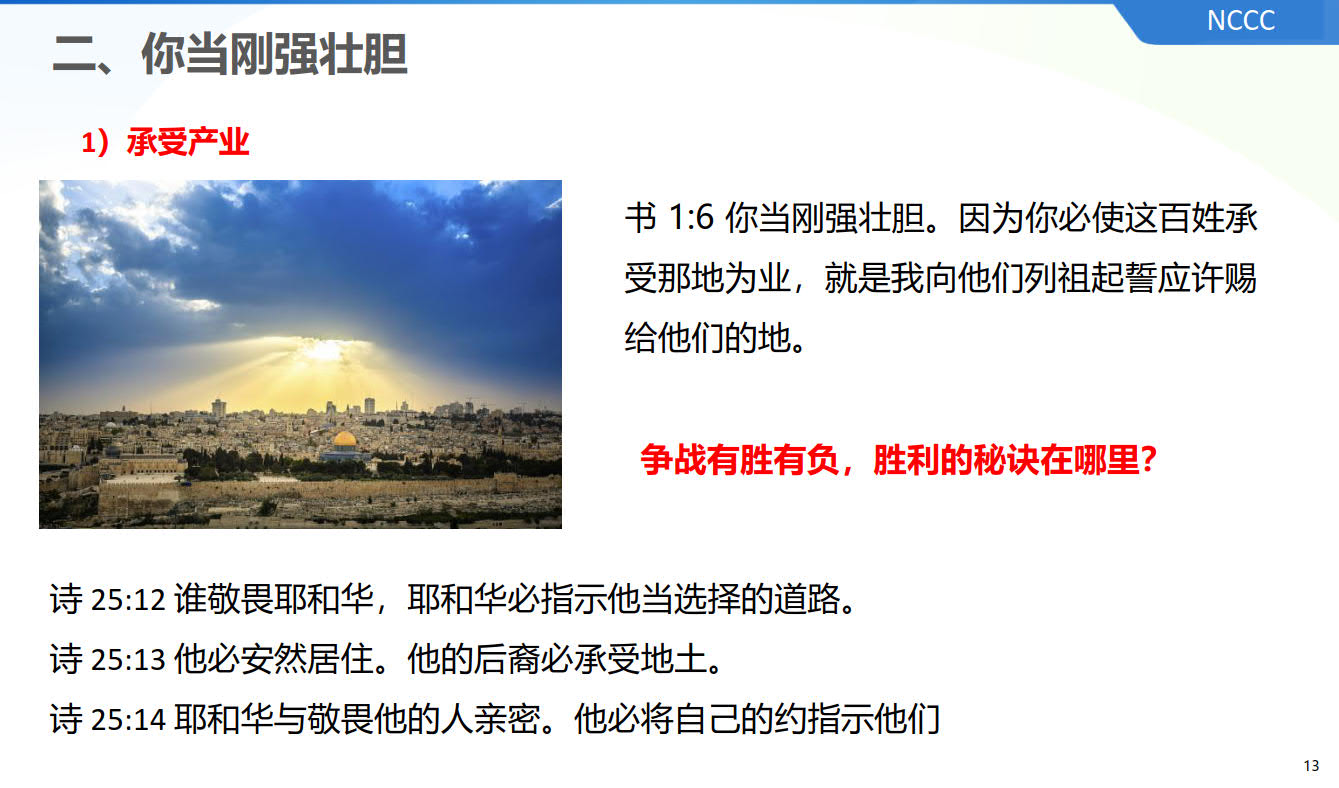 NCCC
二、你当刚强壮胆
1）承受产业
书 1:6 你当刚强壮胆。因为你必使这百姓承
受那地为业，就是我向他们列祖起誓应许赐
给他们的地。
争战有胜有负，胜利的秘诀在哪里？
诗 25:12 谁敬畏耶和华，耶和华必指示他当选择的道路。
诗 25:13 他必安然居住。他的后裔必承受地土。
诗 25:14 耶和华与敬畏他的人亲密。他必将自己的约指示他们
13